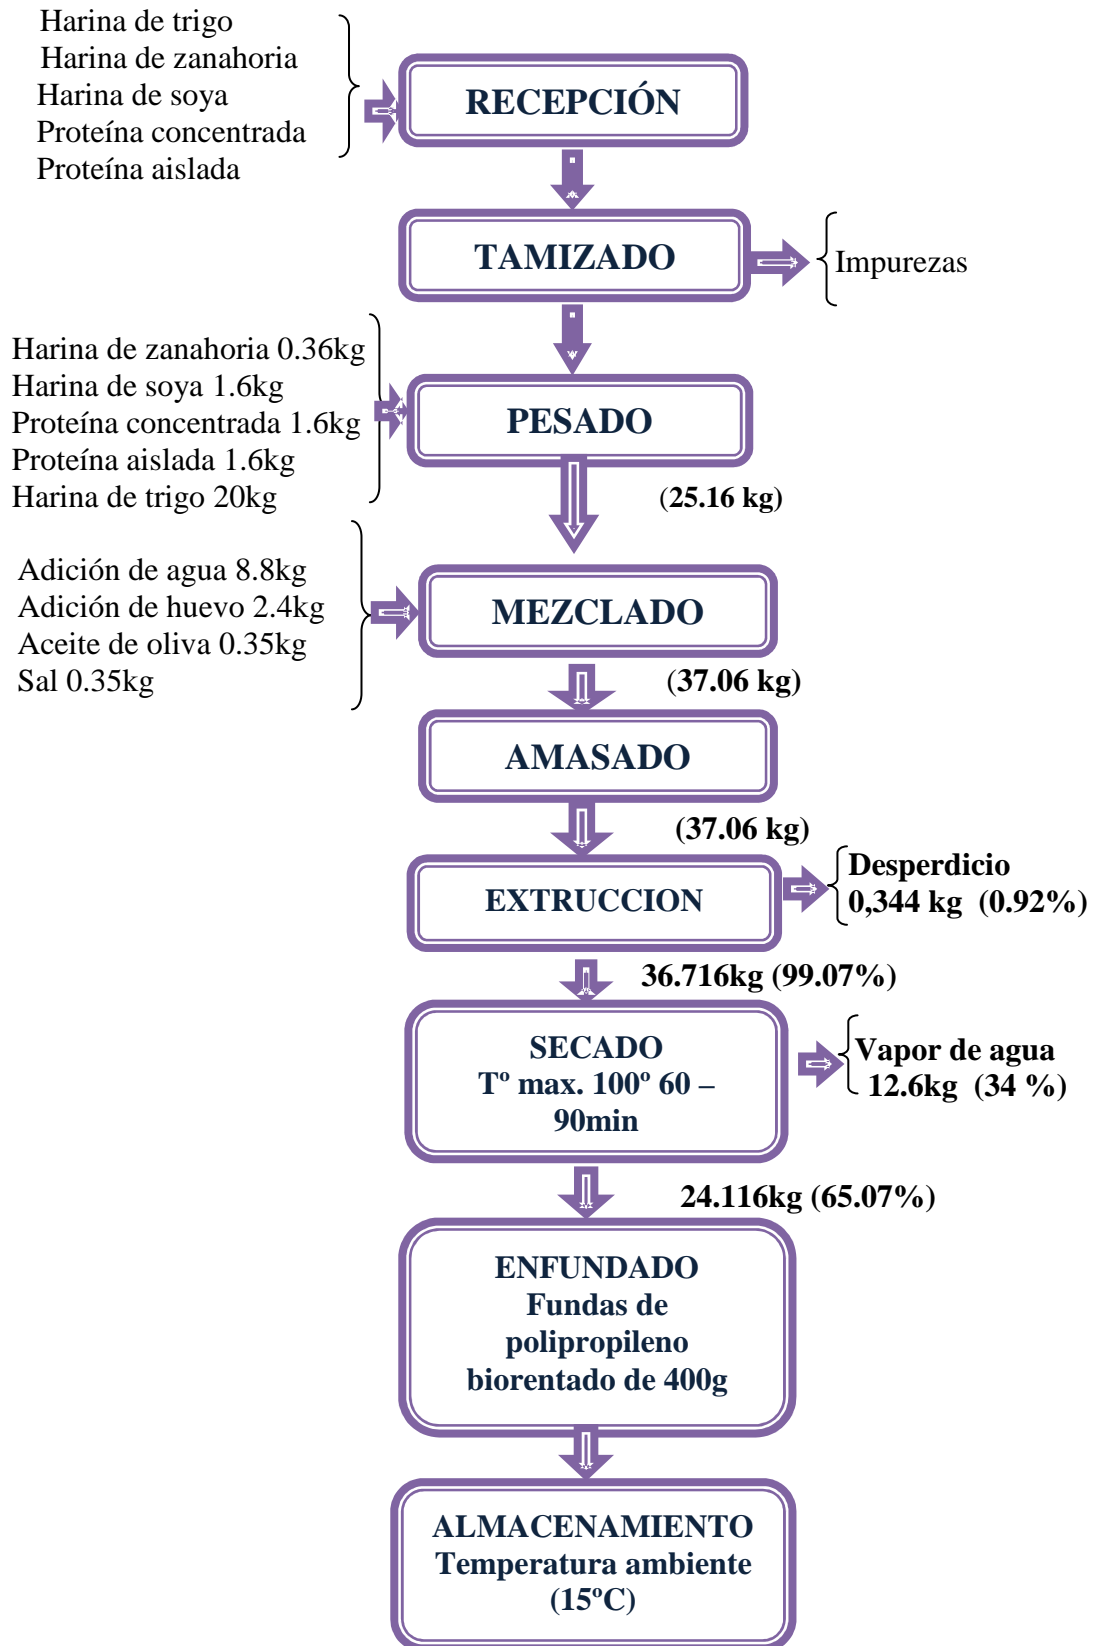 Harina de trigo
Harina de zanahoria
Harina de soya
Proteína concentrada
Proteína aislada
RECEPCIÓN
TAMIZADO
Impurezas
Harina de zanahoria 0.36kg
Harina de soya 1.6kg
Proteína concentrada 1.6kg
Proteína aislada 1.6kg
Harina de trigo 20kg
PESADO
(25.16 kg)
Adición de agua 8.8kg
Adición de huevo 2.4kg
Aceite de oliva 0.35kg
Sal 0.35kg
MEZCLADO
(37.06 kg)
AMASADO
(37.06 kg)
EXTRUCCION
Desperdicio
0,344 kg (0.92%)
36.716kg (99.07%)
SECADO
Tº max. 100º 60 –
90min
Vapor de agua
12.6kg (34 %)
24.116kg (65.07%)
ENFUNDADO
Fundas de
polipropileno
biorentado de 400g
ALMACENAMIENTO
Temperatura ambiente
(15ºC)